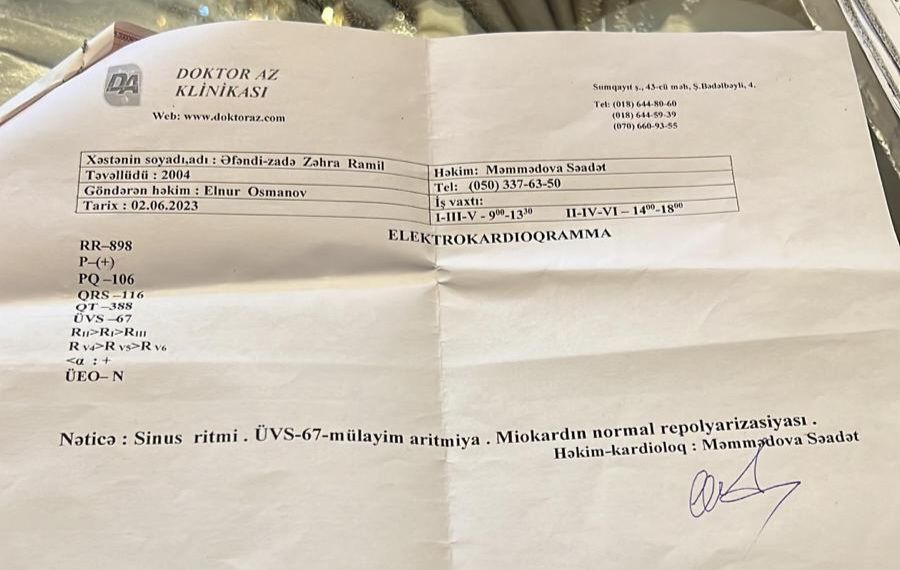 DA
DOKTOR AZ
KLİNİKASI
Web: www.doktoraz.com
Sumqayıt ş., 43-cü məh, Ş.Bədəlbəyli, 4.
Tel: (018) 644-80-60
(018) 644-59-39
(070) 660-93-55
Xəstənin soyadı,adı : Əfəndi-zadə Zəhra Ramil
Təvəllüdü : 2004
Göndərən həkim : Elnur Osmanov
Tarix : 02.06.2023
Həkim: Məmmədova Səadət
Tel: (050) 337-63-50
İş vaxtı:
I-III-V - 9⁰⁰-13³⁰ II-IV-VI – 14⁰⁰-18⁰⁰
ELEKTROKARDİOQRAMMA
RR–898
P–(+)
PQ –106
QRS –116
QT –388
ÜVS –67
RII>RI>RIII
R V4>R V5>R V6
<α : +
ÜEO– N
Nəticə : Sinus ritmi . ÜVS-67-mülayim aritmiya . Miokardın normal repolyarizasiyası .
Həkim-kardioloq : Məmmədova Səadət